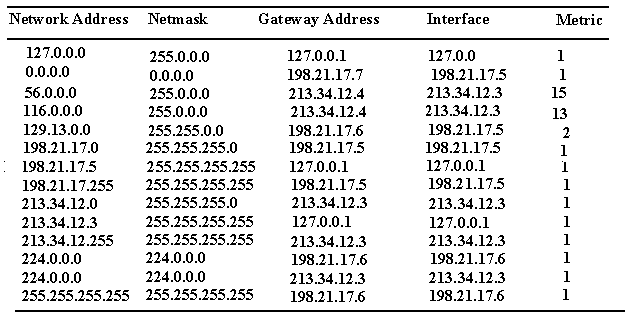 Network Address Netmask Gateway Address Interface Metric
127.0.0.0 255.0.0.0 127.0.0.1 127.0.0 1
0.0.0.0 0.0.0.0 198.21.17.7 198.21.17.5 1
56.0.0.0 255.0.0.0 213.34.12.4 213.34.12.3 15
116.0.0.0 255.0.0.0 213.34.12.4 213.34.12.3 13
129.13.0.0 255.255.0.0 198.21.17.6 198.21.17.5 2
198.21.17.0 255.255.255.0 198.21.17.5 198.21.17.5 1
198.21.17.5 255.255.255.255 127.0.0.1 127.0.0.1 1
198.21.17.255 255.255.255.255 198.21.17.5 198.21.17.5 1
213.34.12.0 255.255.255.0 213.34.12.3 213.34.12.3 1
213.34.12.3 255.255.255.255 127.0.0.1 127.0.0.1 1
213.34.12.255 255.255.255.255 213.34.12.3 213.34.12.3 1
224.0.0.0 224.0.0.0 198.21.17.6 198.21.17.6 1
224.0.0.0 224.0.0.0 213.34.12.3 213.34.12.3 1
255.255.255.255 255.255.255.255 198.21.17.6 198.21.17.6 1